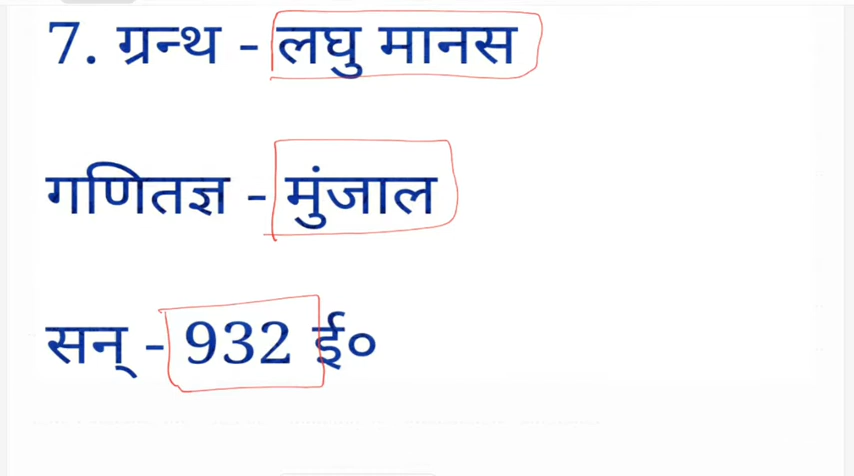 7. ग्रन्थ - लघु मानस
गणितज्ञ - मुंजाल
सन् - 932 ई०